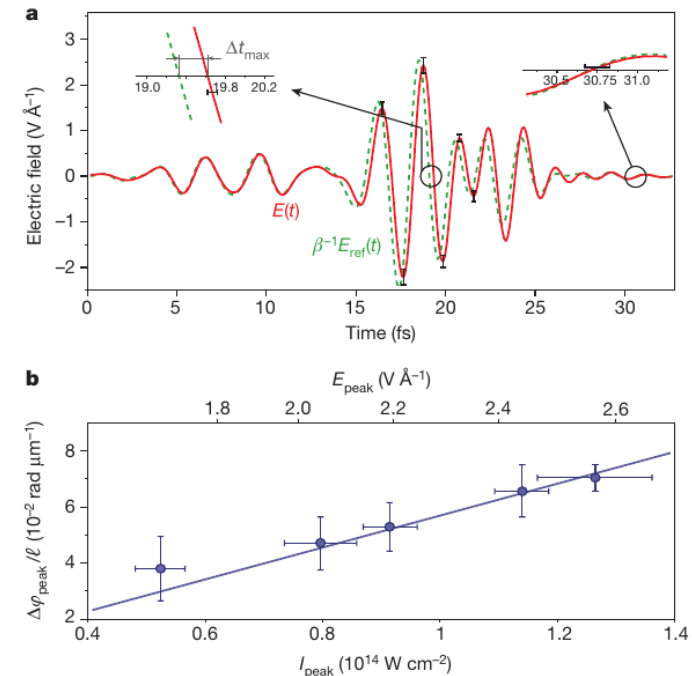 a
Electric field (V Å⁻¹)
3
2
1
0
−1
−2
Δt_max
19.0 19.8 20.2
30.5 30.75 31.0
E(t)
β⁻¹E_ref(t)
0 5 10 15 20 25 30
Time (fs)
b
E_peak (V Å⁻¹)
1.8 2.0 2.2 2.4 2.6
Δφ_peak/ℓ (10⁻² rad μm⁻¹)
8
6
4
2
0.4 0.6 0.8 1 1.2 1.4
I_peak (10¹⁴ W cm⁻²)